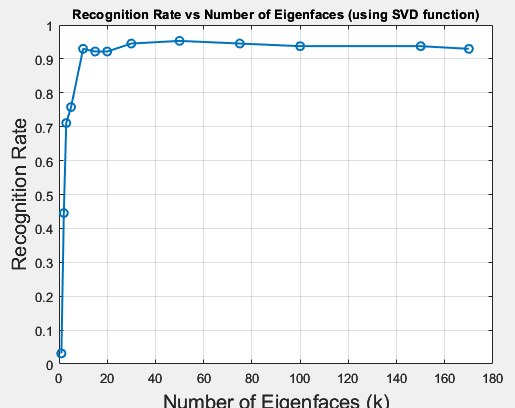 Recognition Rate vs Number of Eigenfaces (using SVD function)
1
0.9
0.8
0.7
0.6
0.5
0.4
0.3
0.2
0.1
0
Recognition Rate
0 20 40 60 80 100 120 140 160 180
Number of Eigenfaces (k)